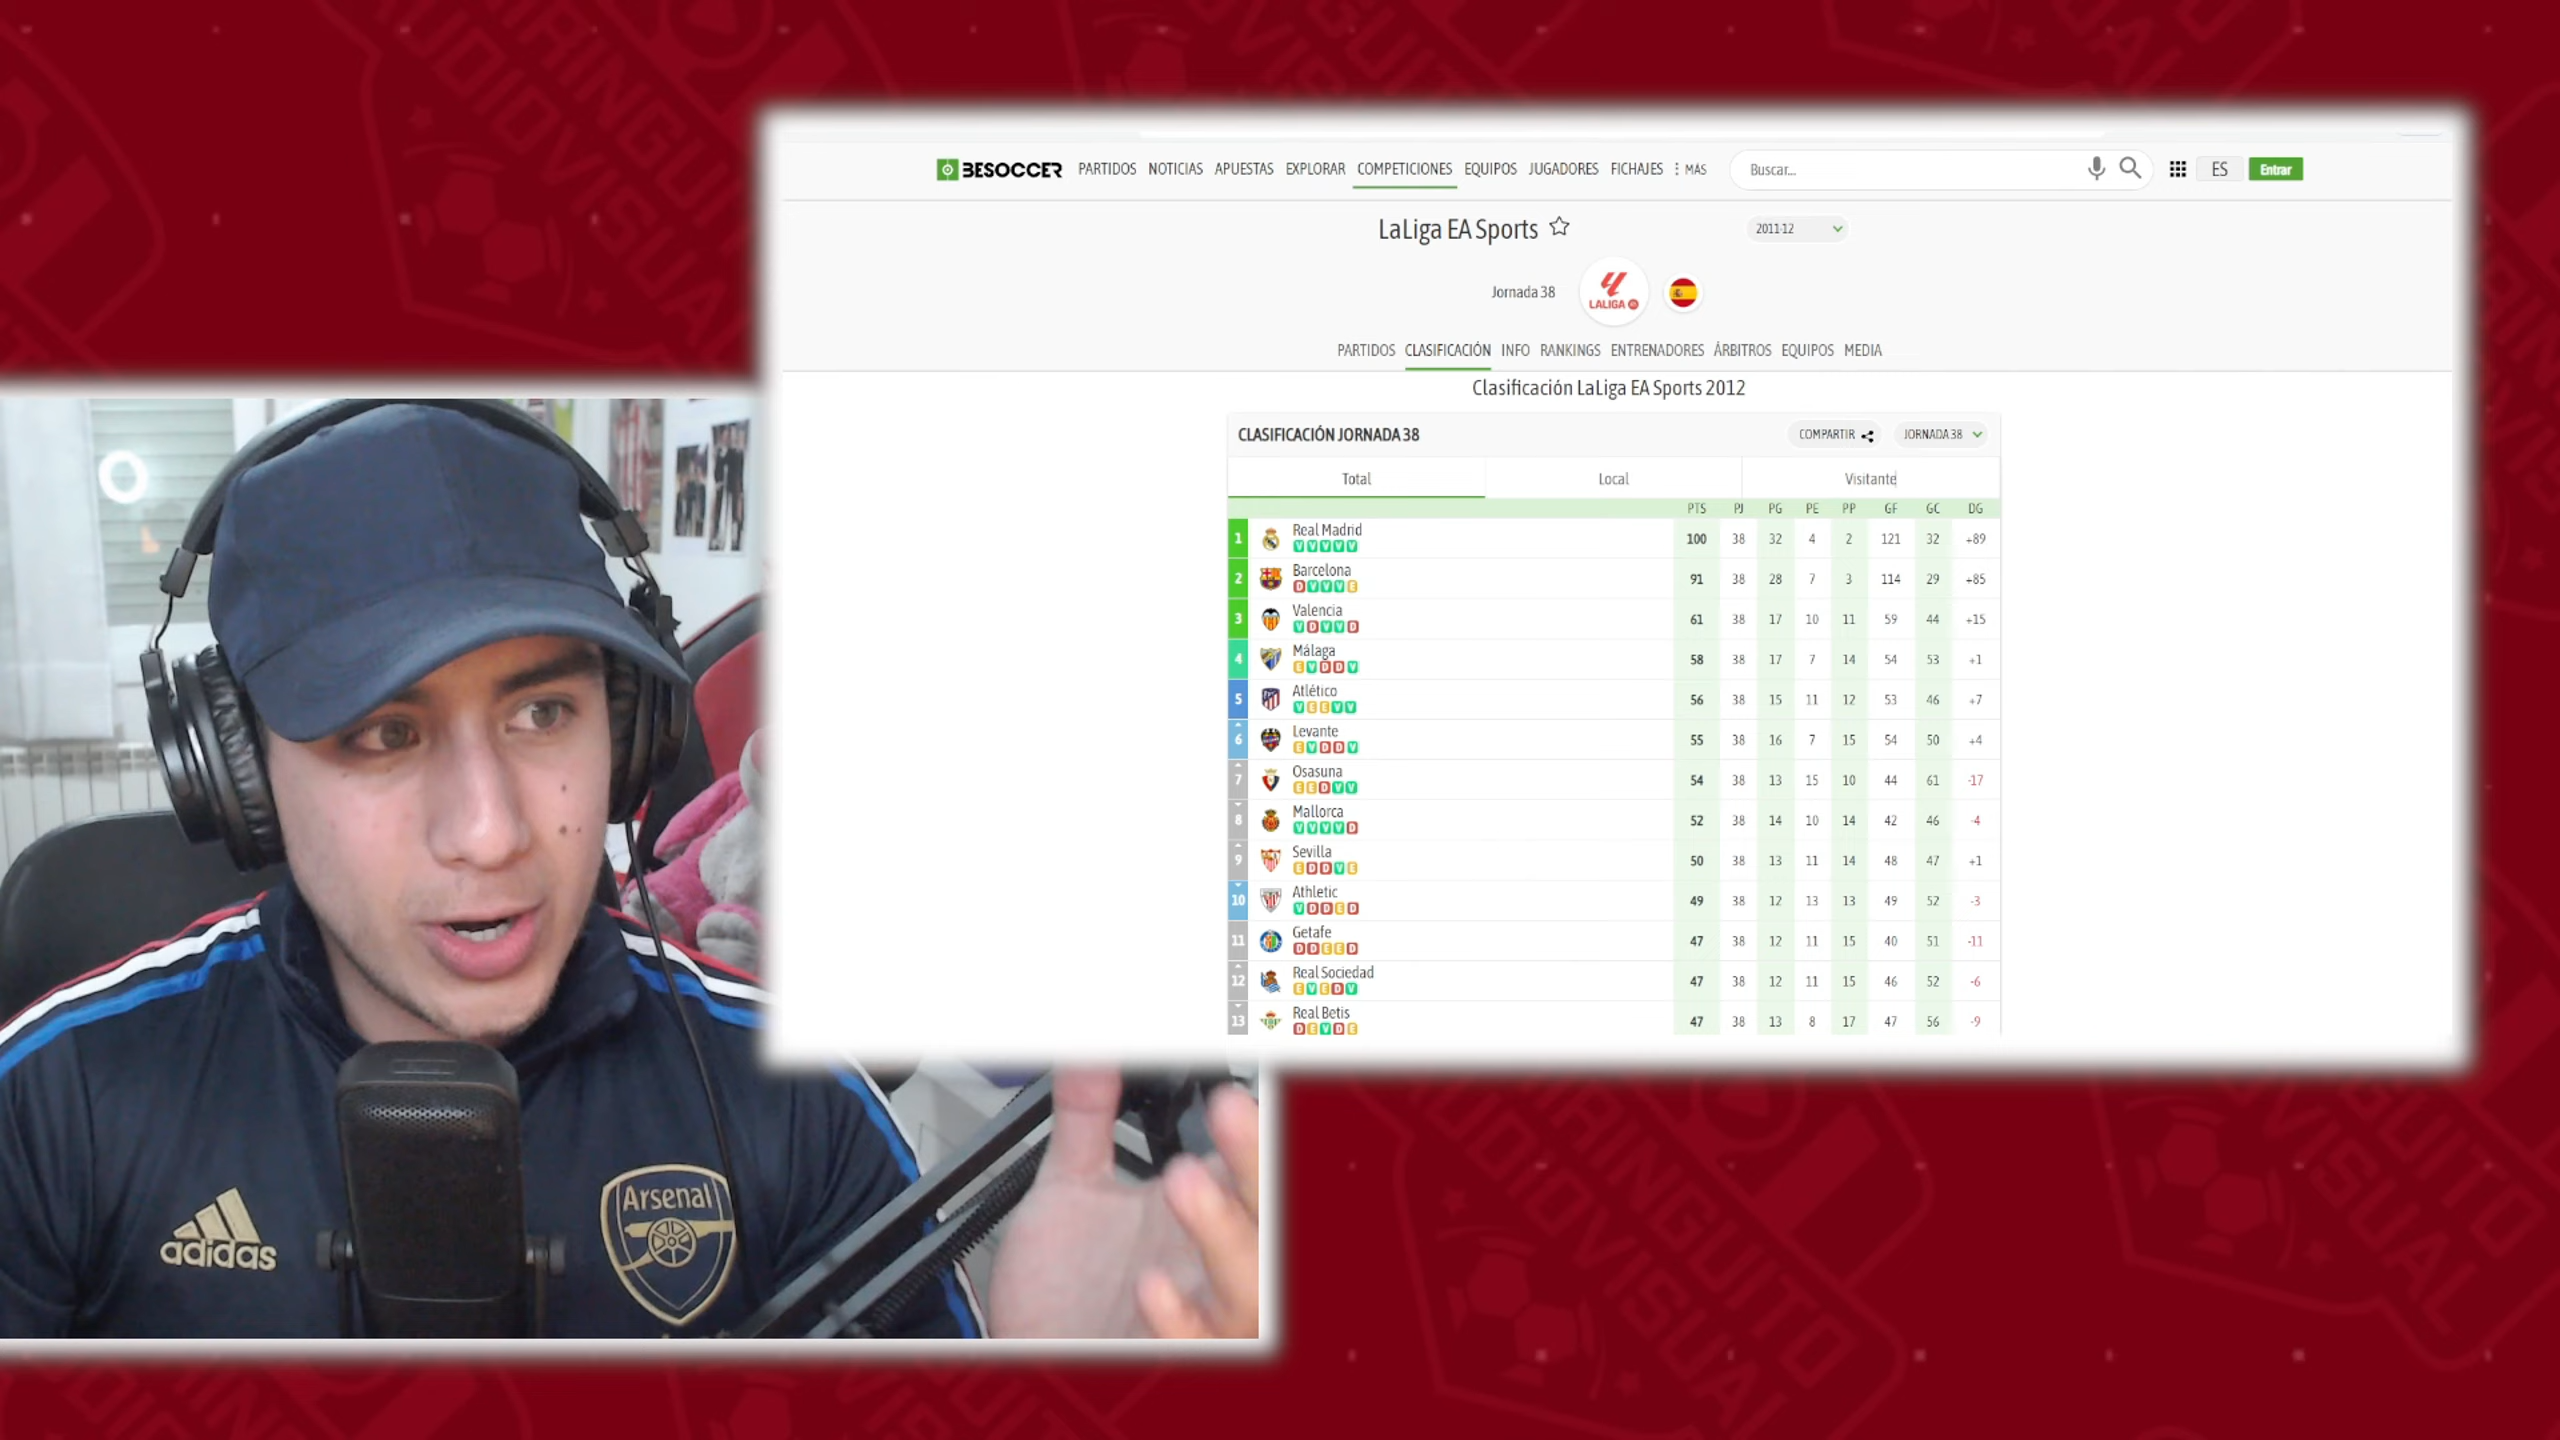 BESOCCER PARTIDOS NOTICIAS APUESTAS EXPLORAR COMPETICIONES EQUIPOS JUGADORES FICHAJES MÁS Buscar... ES Entrar
LaLiga EA Sports 2011-12
Jornada 38 LALIGA
PARTIDOS CLASIFICACIÓN INFO RANKINGS ENTRENADORES ÁRBITROS EQUIPOS MEDIA
Clasificación LaLiga EA Sports 2012
CLASIFICACIÓN JORNADA 38 COMPARTIR JORNADA 38
Total Local Visitante
PTS PJ PG PE PP GF GC DG
1 Real Madrid 100 38 32 4 2 121 32 +89
V V V V V
2 Barcelona 91 38 28 7 3 114 29 +85
D V V V E
3 Valencia 61 38 17 10 11 59 44 +15
V D V V D
4 Málaga 58 38 17 7 14 54 53 +1
E V D D V
5 Atlético 56 38 15 11 12 53 46 +7
V E E V V
6 Levante 55 38 16 7 15 54 50 +4
E V D D V
7 Osasuna 54 38 13 15 10 44 61 -17
E E D V V
8 Mallorca 52 38 14 10 14 42 46 -4
V V V V D
9 Sevilla 50 38 13 11 14 48 47 +1
E D D V E
10 Athletic 49 38 12 13 13 49 52 -3
V D D E D
11 Getafe 47 38 12 11 15 40 51 -11
D D E E D
12 Real Sociedad 47 38 12 11 15 46 52 -6
E V E D V
13 Real Betis 47 38 13 8 17 47 56 -9
D E V D E
adidas
Arsenal